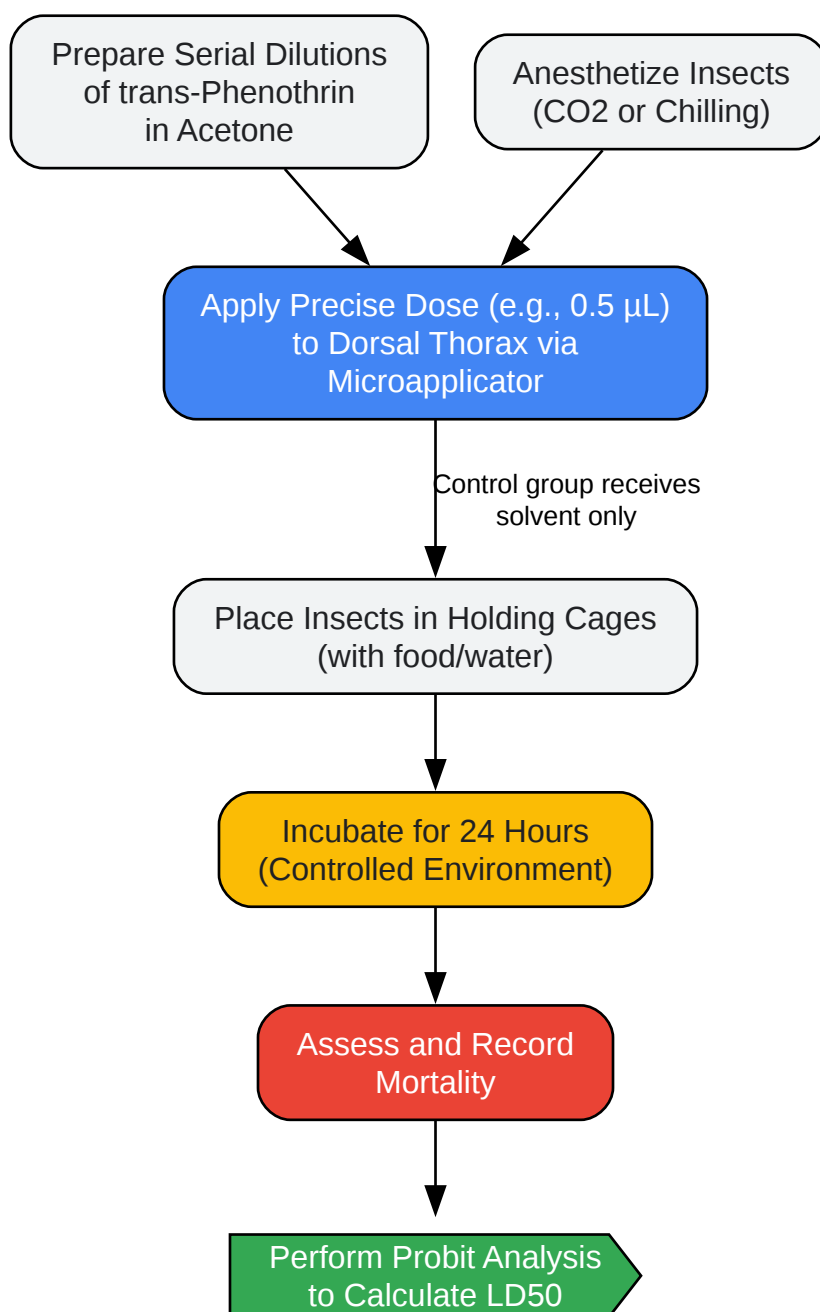 Prepare Serial Dilutions
of trans-Phenothrin
in Acetone
Anesthetize Insects
(CO2 or Chilling)
Apply Precise Dose (e.g., 0.5 µL)
to Dorsal Thorax via
Microapplicator
Control group receives
solvent only
Place Insects in Holding Cages
(with food/water)
Incubate for 24 Hours
(Controlled Environment)
Assess and Record
Mortality
Perform Probit Analysis
to Calculate LD50